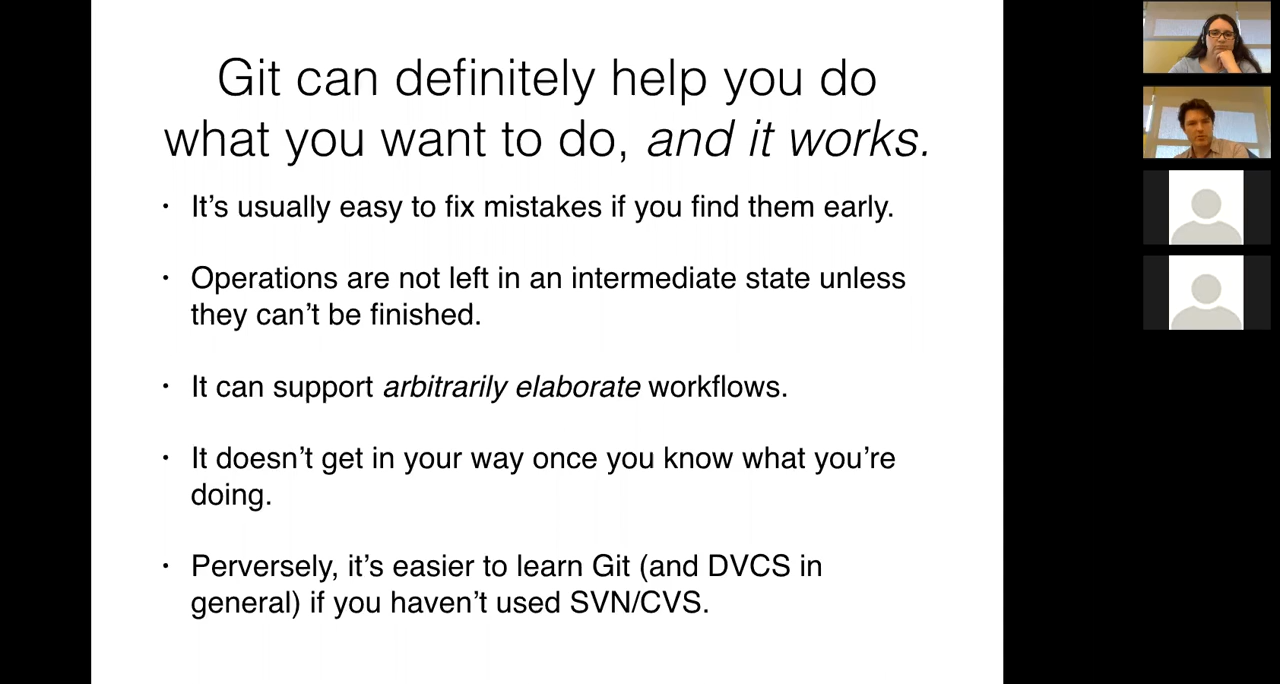 Git can definitely help you do
what you want to do, and it works.
· It’s usually easy to fix mistakes if you find them early.
· Operations are not left in an intermediate state unless
they can’t be finished.
· It can support arbitrarily elaborate workflows.
· It doesn’t get in your way once you know what you’re
doing.
· Perversely, it’s easier to learn Git (and DVCS in
general) if you haven’t used SVN/CVS.